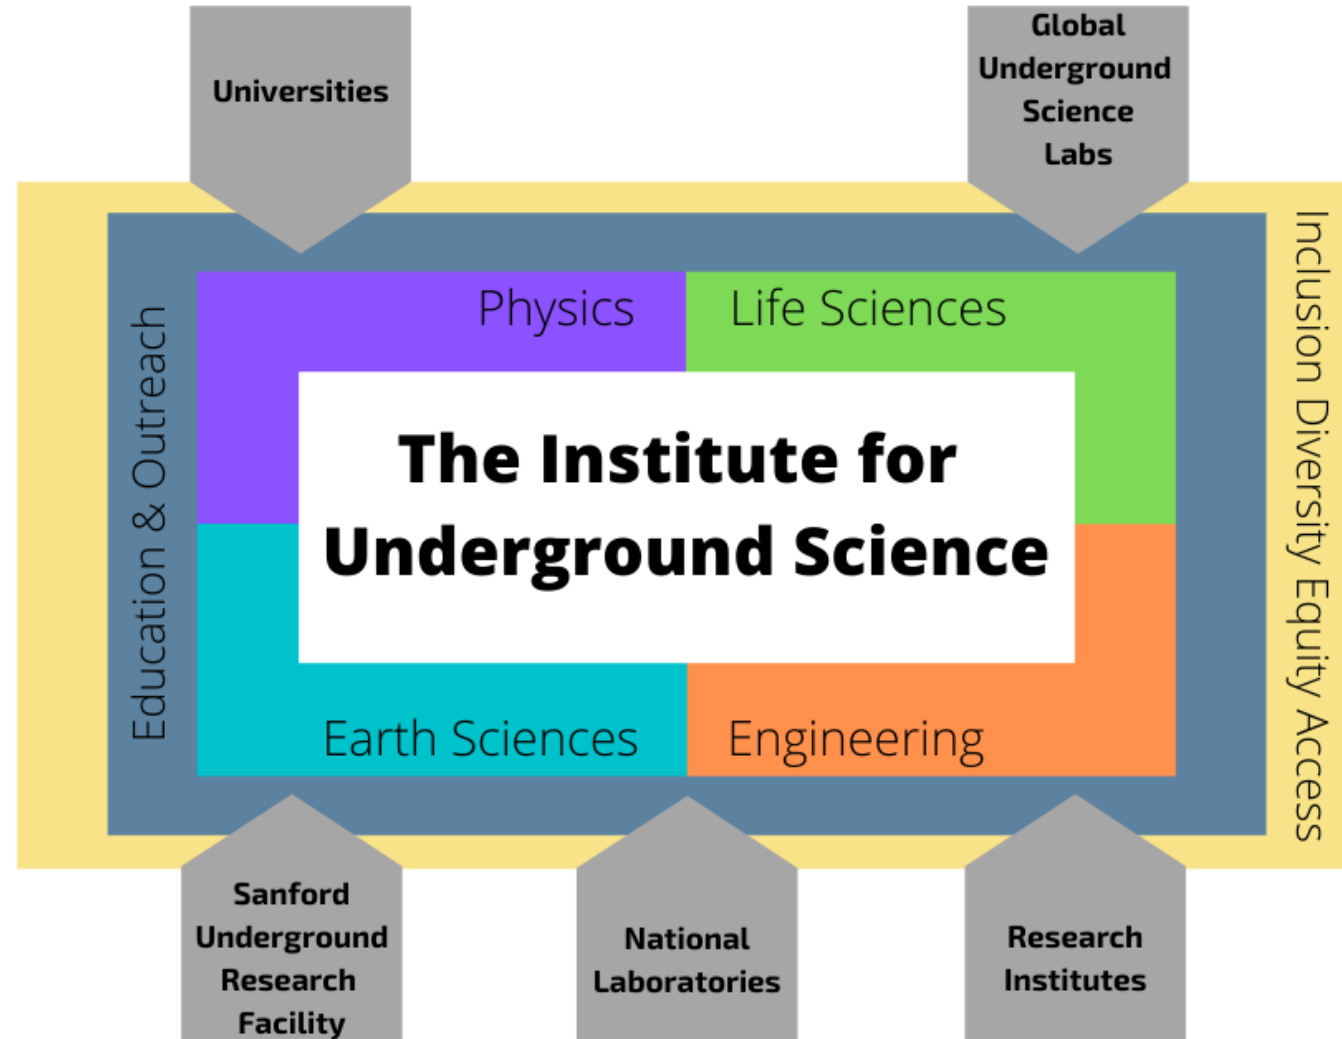 Universities
Global
Underground
Science
Labs
Physics
Life Sciences
Education & Outreach
The Institute for
Underground Science
Inclusion Diversity Equity Access
Earth Sciences
Engineering
Sanford
Underground
Research
Facility
National
Laboratories
Research
Institutes